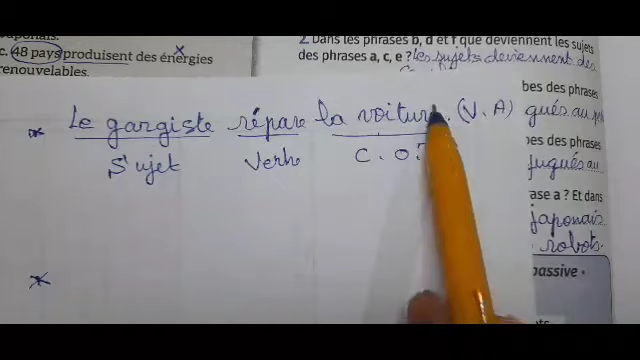 c. 48 pays produisent des énergies
renouvelables.
2. Dans les phrases b, d et f que deviennent les sujets
des phrases a, c, e ? les sujets deviennent des
bes des phrases
gués au
* Le gargiste répare la voiture. (V. A)
Sujet Verbe C. O.
es des phrases
jugués au
ase a ? Et dans
japonais
robots.
passive
*